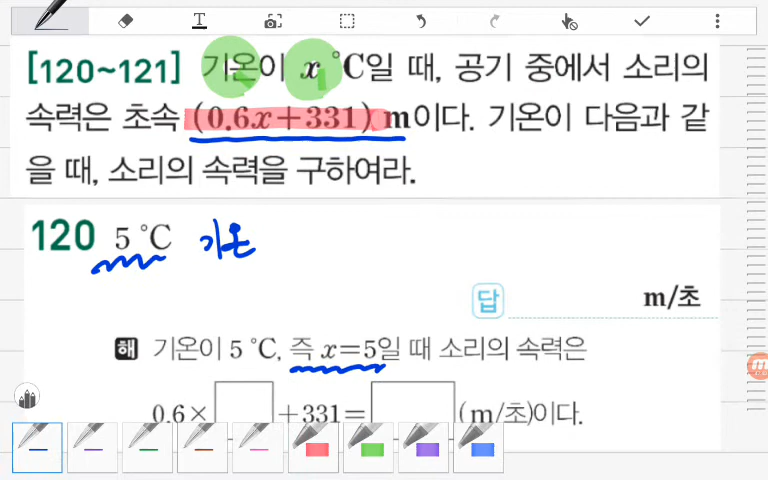 [120~121] 기온이 x ℃일 때, 공기 중에서 소리의
속력은 초속 (0.6x+331) m이다. 기온이 다음과 같
을 때, 소리의 속력을 구하여라.
120 5 ℃ 기온
답 m/초
해 기온이 5 ℃, 즉 x=5일 때 소리의 속력은
0.6× +331= (m/초)이다.